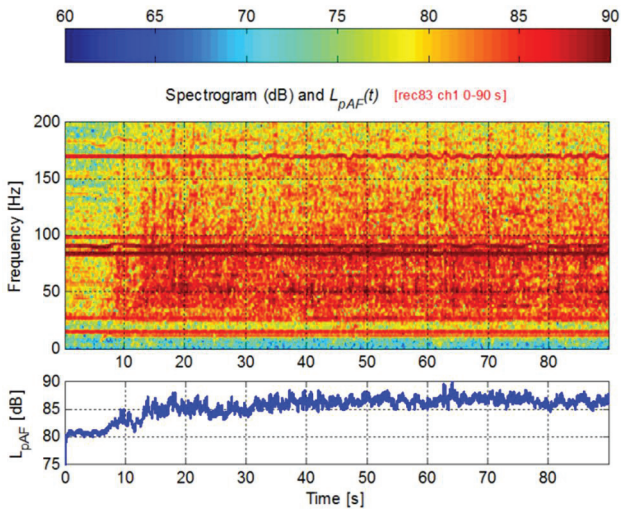 60 65 70 75 80 85 90
Spectrogram (dB) and LpAF(t) [rec83 ch1 0-90 s]
200
150
100
50
0
Frequency [Hz]
10 20 30 40 50 60 70 80
90
85
80
75
LpAF [dB]
0 10 20 30 40 50 60 70 80
Time [s]